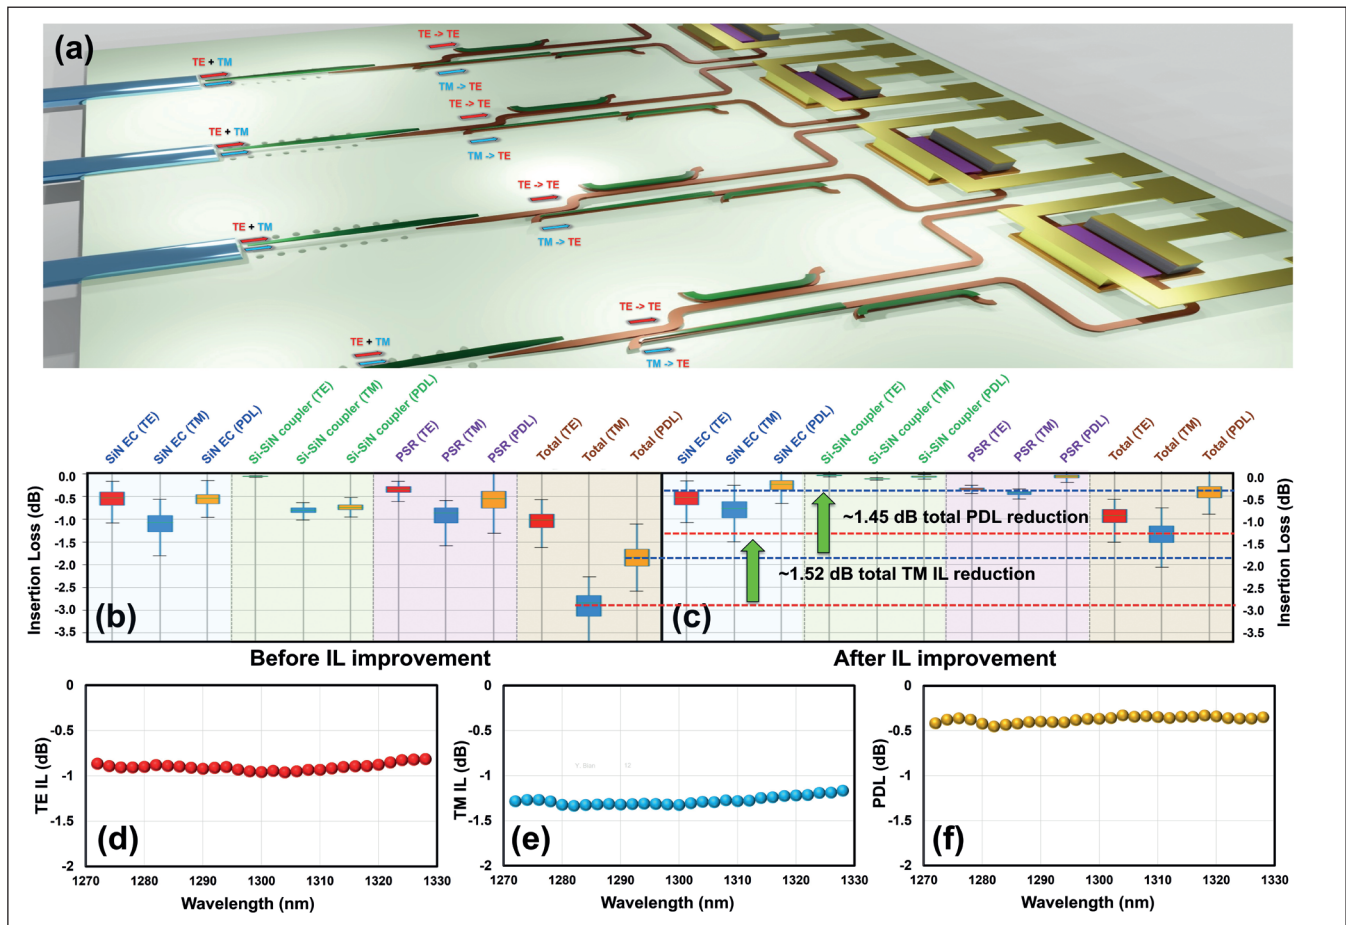 (a)
TE -> TE
TE + TM
TM -> TE
TE -> TE
TE + TM
TM -> TE
TE -> TE
TE + TM
TM -> TE
TE -> TE
TE + TM
TM -> TE
SiN EC (TE)
SiN EC (TM)
SiN EC (PDL)
Si-SiN coupler (TE)
Si-SiN coupler (TM)
Si-SiN coupler (PDL)
PSR (TE)
PSR (TM)
PSR (PDL)
Total (TE)
Total (TM)
Total (PDL)
SiN EC (TE)
SiN EC (TM)
SiN EC (PDL)
Si-SiN coupler (TE)
Si-SiN coupler (TM)
Si-SiN coupler (PDL)
PSR (TE)
PSR (TM)
PSR (PDL)
Total (TE)
Total (TM)
Total (PDL)
Insertion Loss (dB)
0.0
-0.5
-1.0
-1.5
-2.0
-2.5
-3.0
-3.5
(b)
(c)
~1.45 dB total PDL reduction
~1.52 dB total TM IL reduction
0.0
-0.5
-1.0
-1.5
-2.0
-2.5
-3.0
-3.5
Insertion Loss (dB)
Before IL improvement
After IL improvement
TE IL (dB)
0
-0.5
-1
-1.5
-2
(d)
1270 1280 1290 1300 1310 1320 1330
Wavelength (nm)
TM IL (dB)
0
-0.5
-1
-1.5
-2
Y. Ban 12
(e)
1270 1280 1290 1300 1310 1320 1330
Wavelength (nm)
PDL (dB)
0
-0.5
-1
-1.5
-2
(f)
1270 1280 1290 1300 1310 1320 1330
Wavelength (nm)